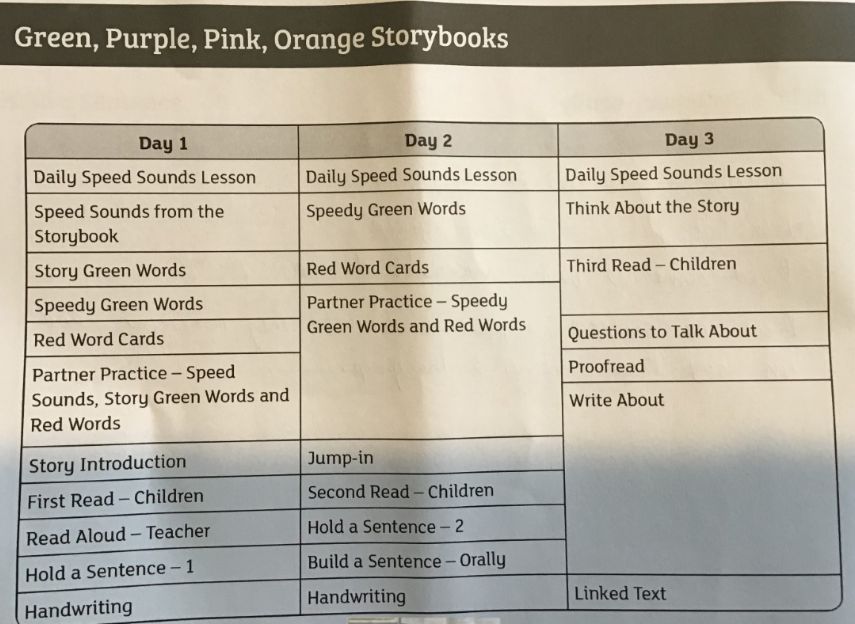 Green, Purple, Pink, Orange Storybooks
Day 1
Daily Speed Sounds Lesson
Speed Sounds from the
Storybook
Story Green Words
Speedy Green Words
Red Word Cards
Partner Practice – Speed
Sounds, Story Green Words and
Red Words
Story Introduction
First Read – Children
Read Aloud – Teacher
Hold a Sentence – 1
Handwriting
Day 2
Daily Speed Sounds Lesson
Speedy Green Words
Red Word Cards
Partner Practice – Speedy
Green Words and Red Words
Jump-in
Second Read – Children
Hold a Sentence – 2
Build a Sentence – Orally
Handwriting
Day 3
Daily Speed Sounds Lesson
Think About the Story
Third Read – Children
Questions to Talk About
Proofread
Write About
Linked Text